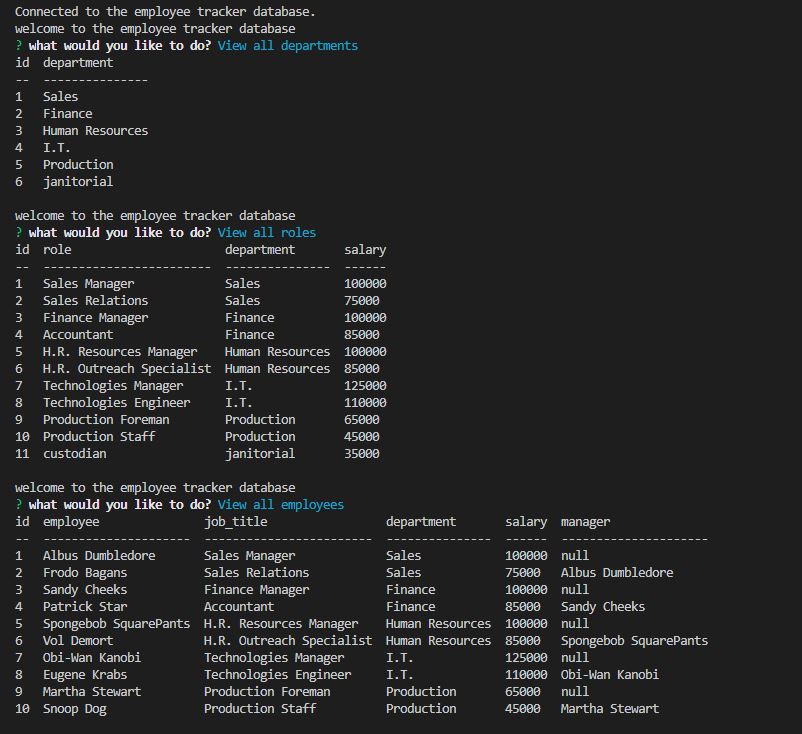 Connected to the employee tracker database.
welcome to the employee tracker database
? what would you like to do? View all departments
id  department
--  ---------------
1   Sales
2   Finance
3   Human Resources
4   I.T.
5   Production
6   janitorial
welcome to the employee tracker database
? what would you like to do? View all roles
id  role                      department       salary
--  ------------------------  ---------------  ------
1   Sales Manager             Sales            100000
2   Sales Relations           Sales            75000
3   Finance Manager           Finance          100000
4   Accountant                Finance          85000
5   H.R. Resources Manager    Human Resources  100000
6   H.R. Outreach Specialist  Human Resources  85000
7   Technologies Manager      I.T.             125000
8   Technologies Engineer     I.T.             110000
9   Production Foreman        Production       65000
10  Production Staff          Production       45000
11  custodian                 janitorial       35000
welcome to the employee tracker database
? what would you like to do? View all employees
id  employee               job_title                 department       salary  manager
--  ---------------------  ------------------------  ---------------  ------  ---------------------
1   Albus Dumbledore       Sales Manager             Sales            100000  null
2   Frodo Bagans           Sales Relations           Sales            75000   Albus Dumbledore
3   Sandy Cheeks           Finance Manager           Finance          100000  null
4   Patrick Star           Accountant                Finance          85000   Sandy Cheeks
5   Spongebob SquarePants  H.R. Resources Manager    Human Resources  100000  null
6   Vol Demort             H.R. Outreach Specialist  Human Resources  85000   Spongebob SquarePants
7   Obi-Wan Kanobi         Technologies Manager      I.T.             125000  null
8   Eugene Krabs           Technologies Engineer     I.T.             110000  Obi-Wan Kanobi
9   Martha Stewart         Production Foreman        Production       65000   null
10  Snoop Dog              Production Staff          Production       45000   Martha Stewart